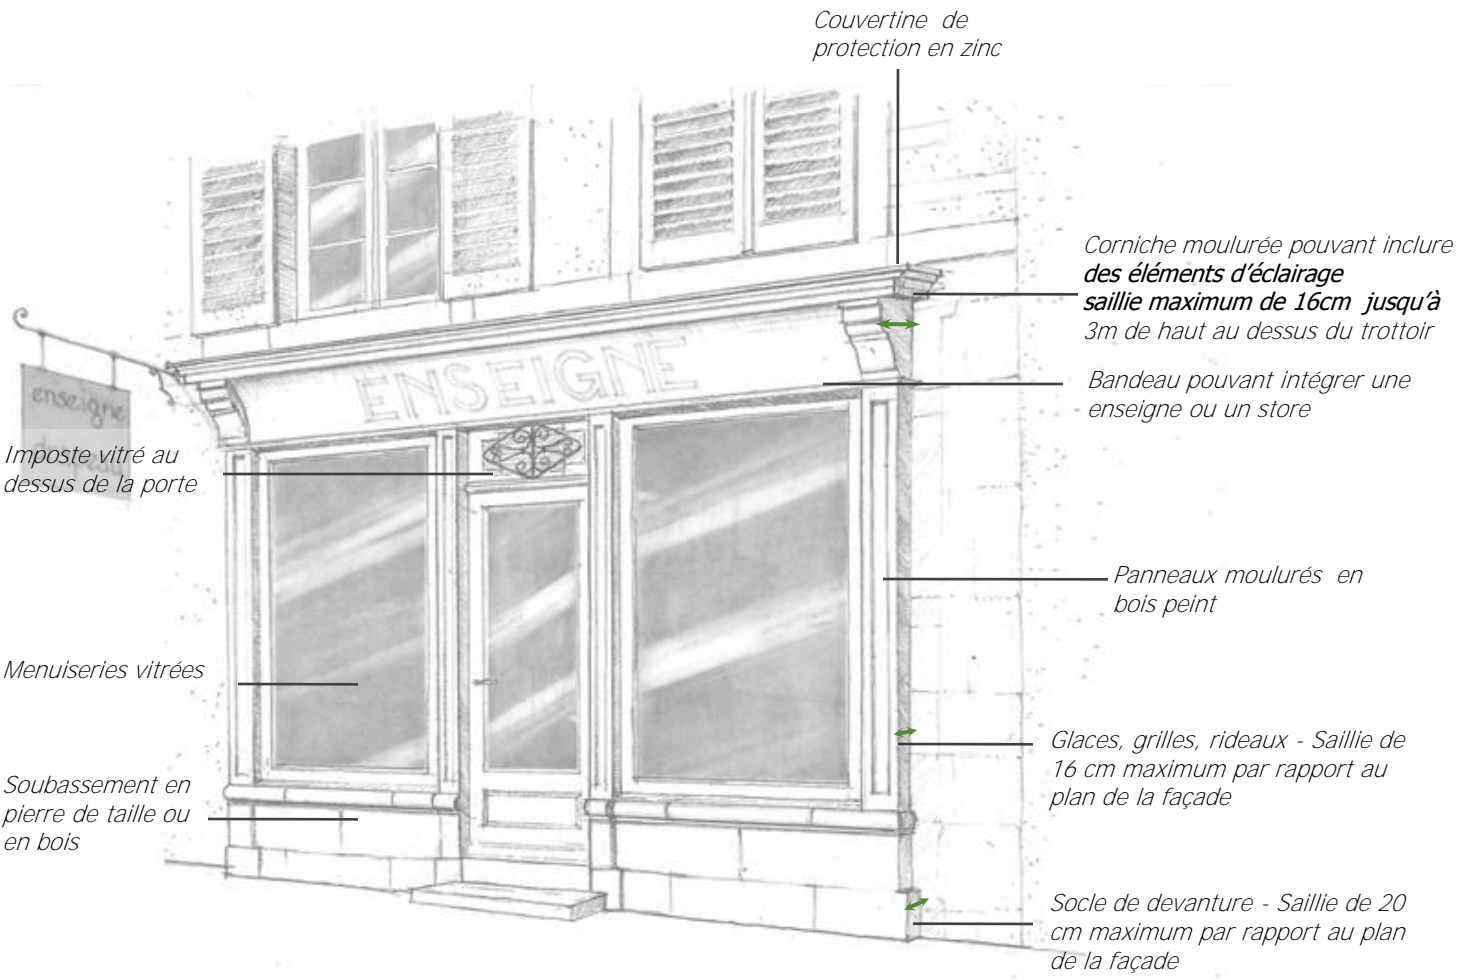 Couvertine de
protection en zinc
Corniche moulurée pouvant inclure
des éléments d'éclairage
saillie maximum de 16cm jusqu'à
3m de haut au dessus du trottoir
ENSEIGNE
Bandeau pouvant intégrer une
enseigne ou un store
enseigne
drapeau
Imposte vitré au
dessus de la porte
Panneaux moulurés en
bois peint
Menuiseries vitrées
Glaces, grilles, rideaux - Saillie de
16 cm maximum par rapport au
plan de la façade
Soubassement en
pierre de taille ou
en bois
Socle de devanture - Saillie de 20
cm maximum par rapport au plan
de la façade